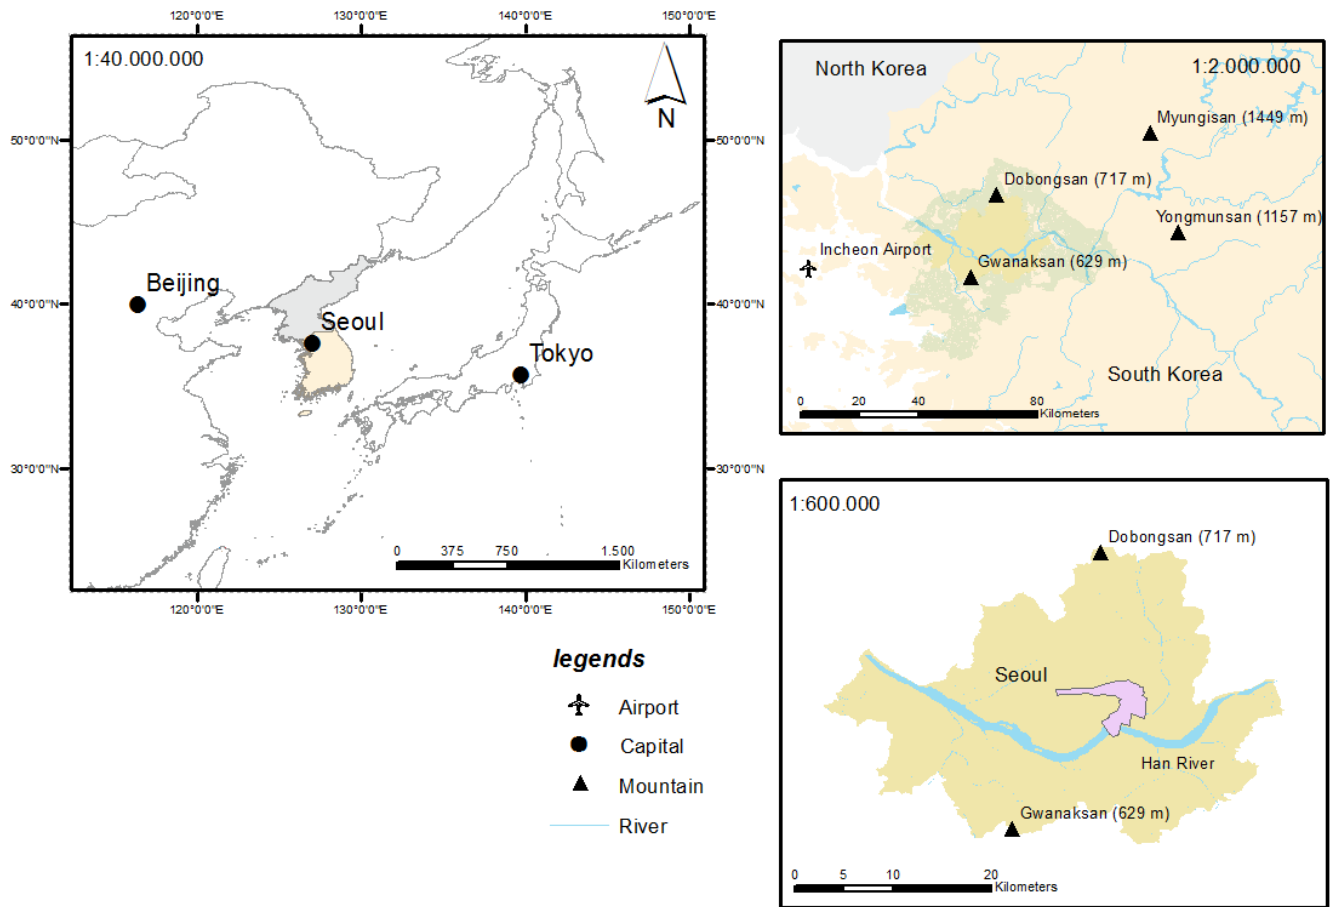 120°0'0"E 130°0'0"E 140°0'0"E 150°0'0"E
1:40.000.000
N
50°0'0"N 50°0'0"N
Beijing
40°0'0"N 40°0'0"N
Seoul
Tokyo
30°0'0"N 30°0'0"N
0 375 750 1.500
Kilometers
120°0'0"E 130°0'0"E 140°0'0"E 150°0'0"E
North Korea
1:2.000.000
Myungisan (1449 m)
Dobongsan (717 m)
Yongmunsan (1157 m)
Incheon Airport
Gwanaksan (629 m)
South Korea
0 20 40 80
Kilometers
legends
Airport
Capital
Mountain
River
1:600.000
Dobongsan (717 m)
Seoul
Han River
Gwanaksan (629 m)
0 5 10 20
Kilometers